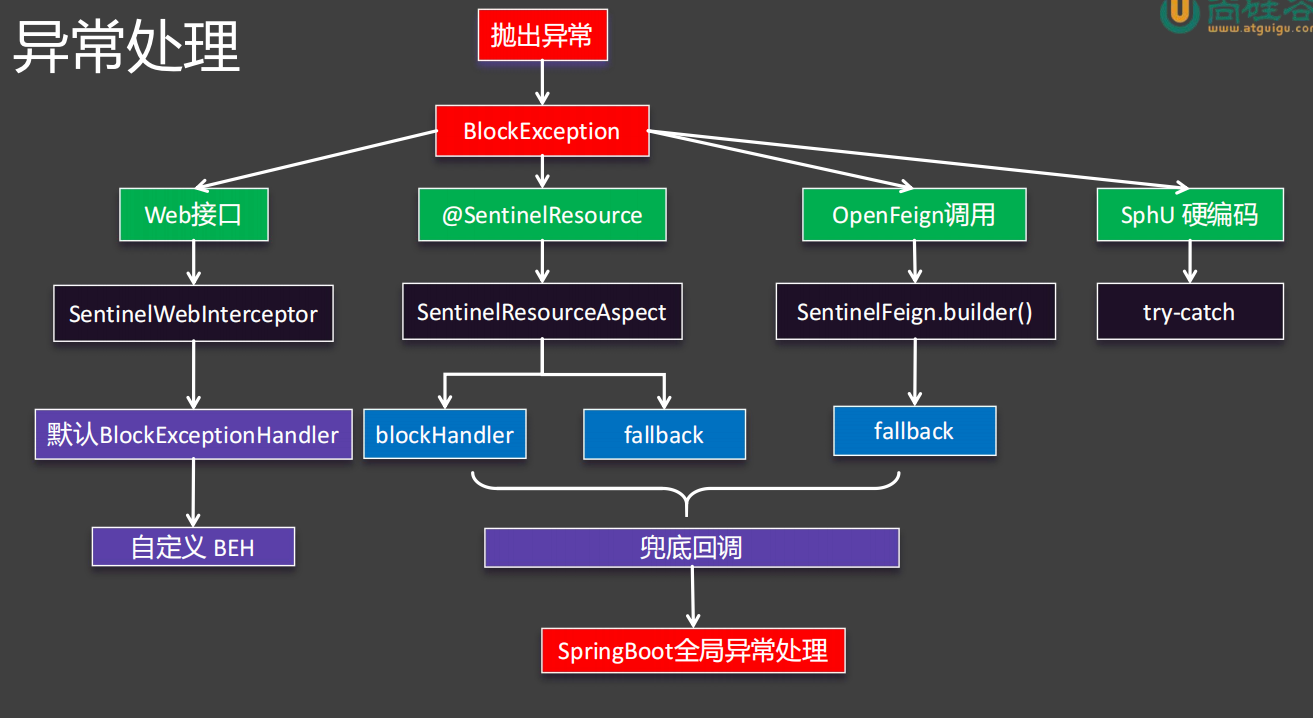 异常处理
尚硅谷
www.atguigu.com
抛出异常
BlockException
Web接口
@SentinelResource
OpenFeign调用
SphU 硬编码
SentinelWebInterceptor
SentinelResourceAspect
SentinelFeign.builder()
try-catch
默认BlockExceptionHandler
blockHandler
fallback
fallback
自定义 BEH
兜底回调
SpringBoot全局异常处理